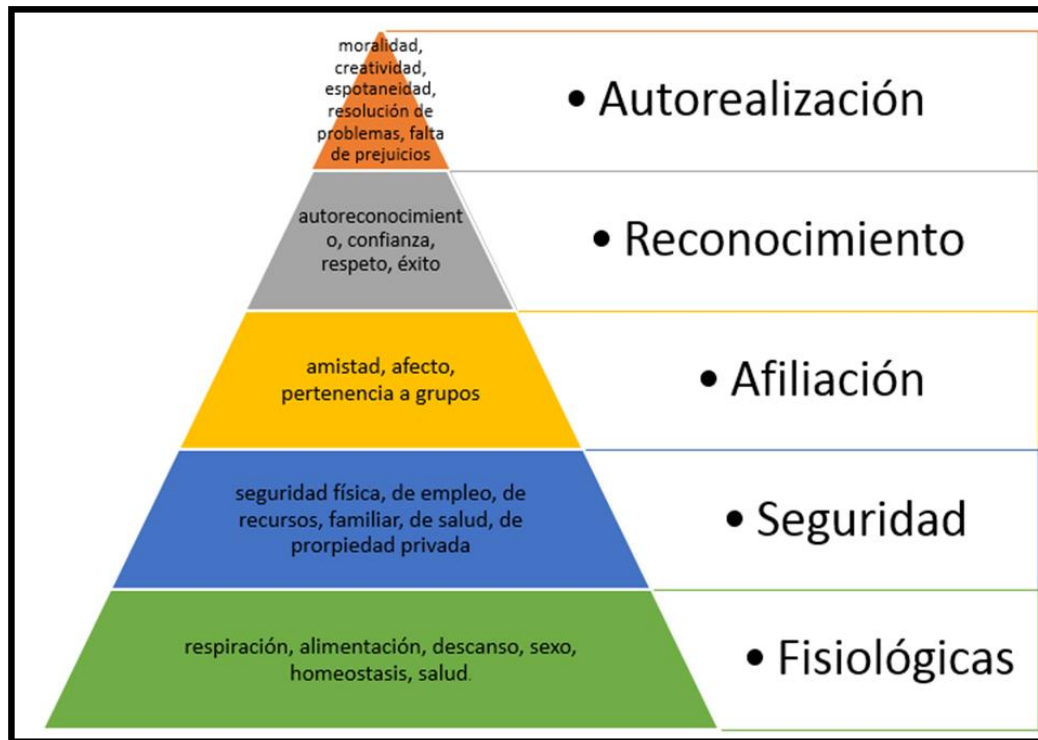 moralidad,
creatividad,
espotaneidad,
resolución de
problemas, falta
de prejuicios
• Autorealización
autoreconocimient
o, confianza,
respeto, éxito
• Reconocimiento
amistad, afecto,
pertenencia a grupos
• Afiliación
seguridad física, de empleo, de
recursos, familiar, de salud, de
prorpiedad privada
• Seguridad
respiración, alimentación, descanso, sexo,
homeostasis, salud.
• Fisiológicas